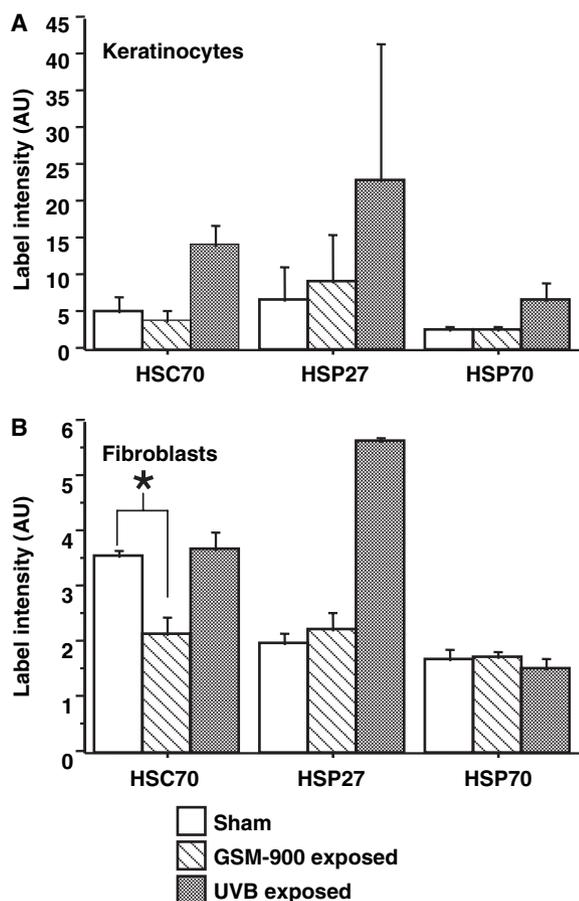 A
Keratinocytes
Label intensity (AU)
45
40
35
30
25
20
15
10
5
0
HSC70 HSP27 HSP70
B
Fibroblasts
*
Label intensity (AU)
6
5
4
3
2
1
0
HSC70 HSP27 HSP70
Sham
GSM-900 exposed
UVB exposed